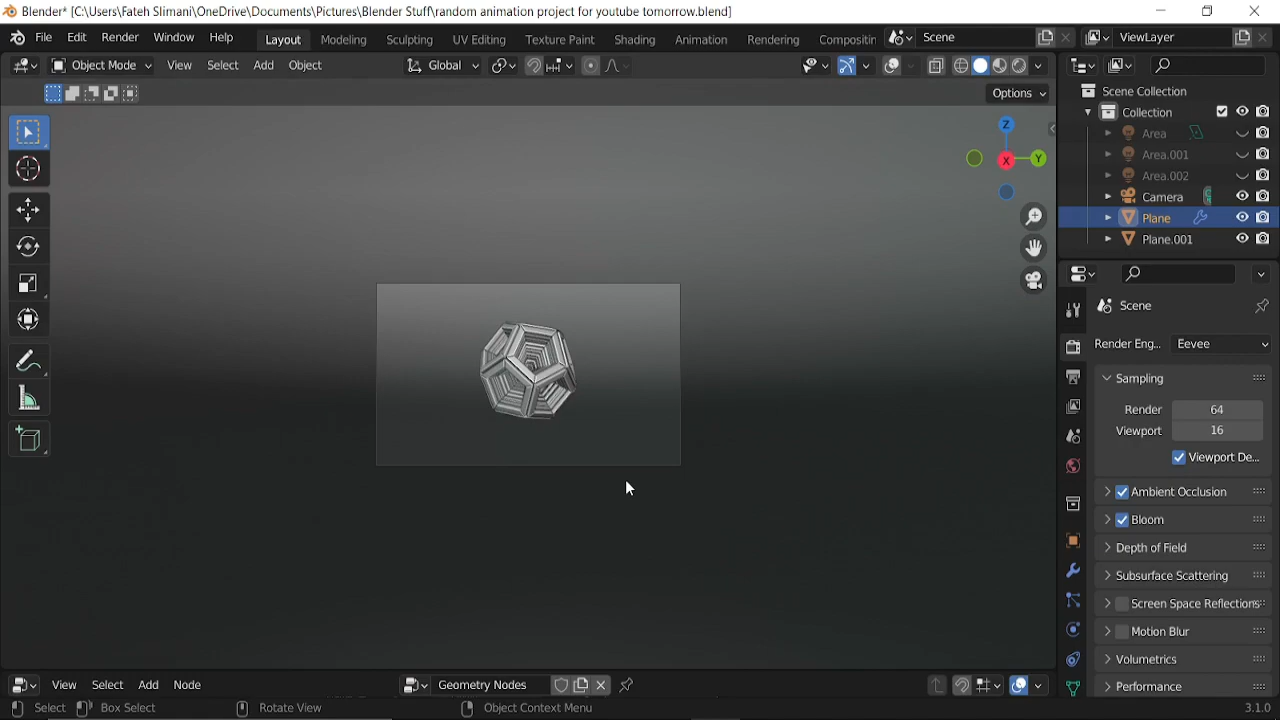 Blender* [C:\Users\Fateh Slimani\OneDrive\Documents\Pictures\Blender Stuff\random animation project for youtube tomorrow.blend]
File Edit Render Window Help Layout Modeling Sculpting UV Editing Texture Paint Shading Animation Rendering Compositin Scene ViewLayer
Object Mode View Select Add Object Global
Options
Scene Collection
Collection
Area
Area.001
Area.002
Camera
Plane
Plane.001
Z
Y
X
Scene
Render Eng... Eevee
Sampling
Render 64
Viewport 16
Viewport De...
Ambient Occlusion
Bloom
Depth of Field
Subsurface Scattering
Screen Space Reflections
Motion Blur
Volumetrics
Performance
View Select Add Node Geometry Nodes
Select Box Select Rotate View Object Context Menu 3.1.0